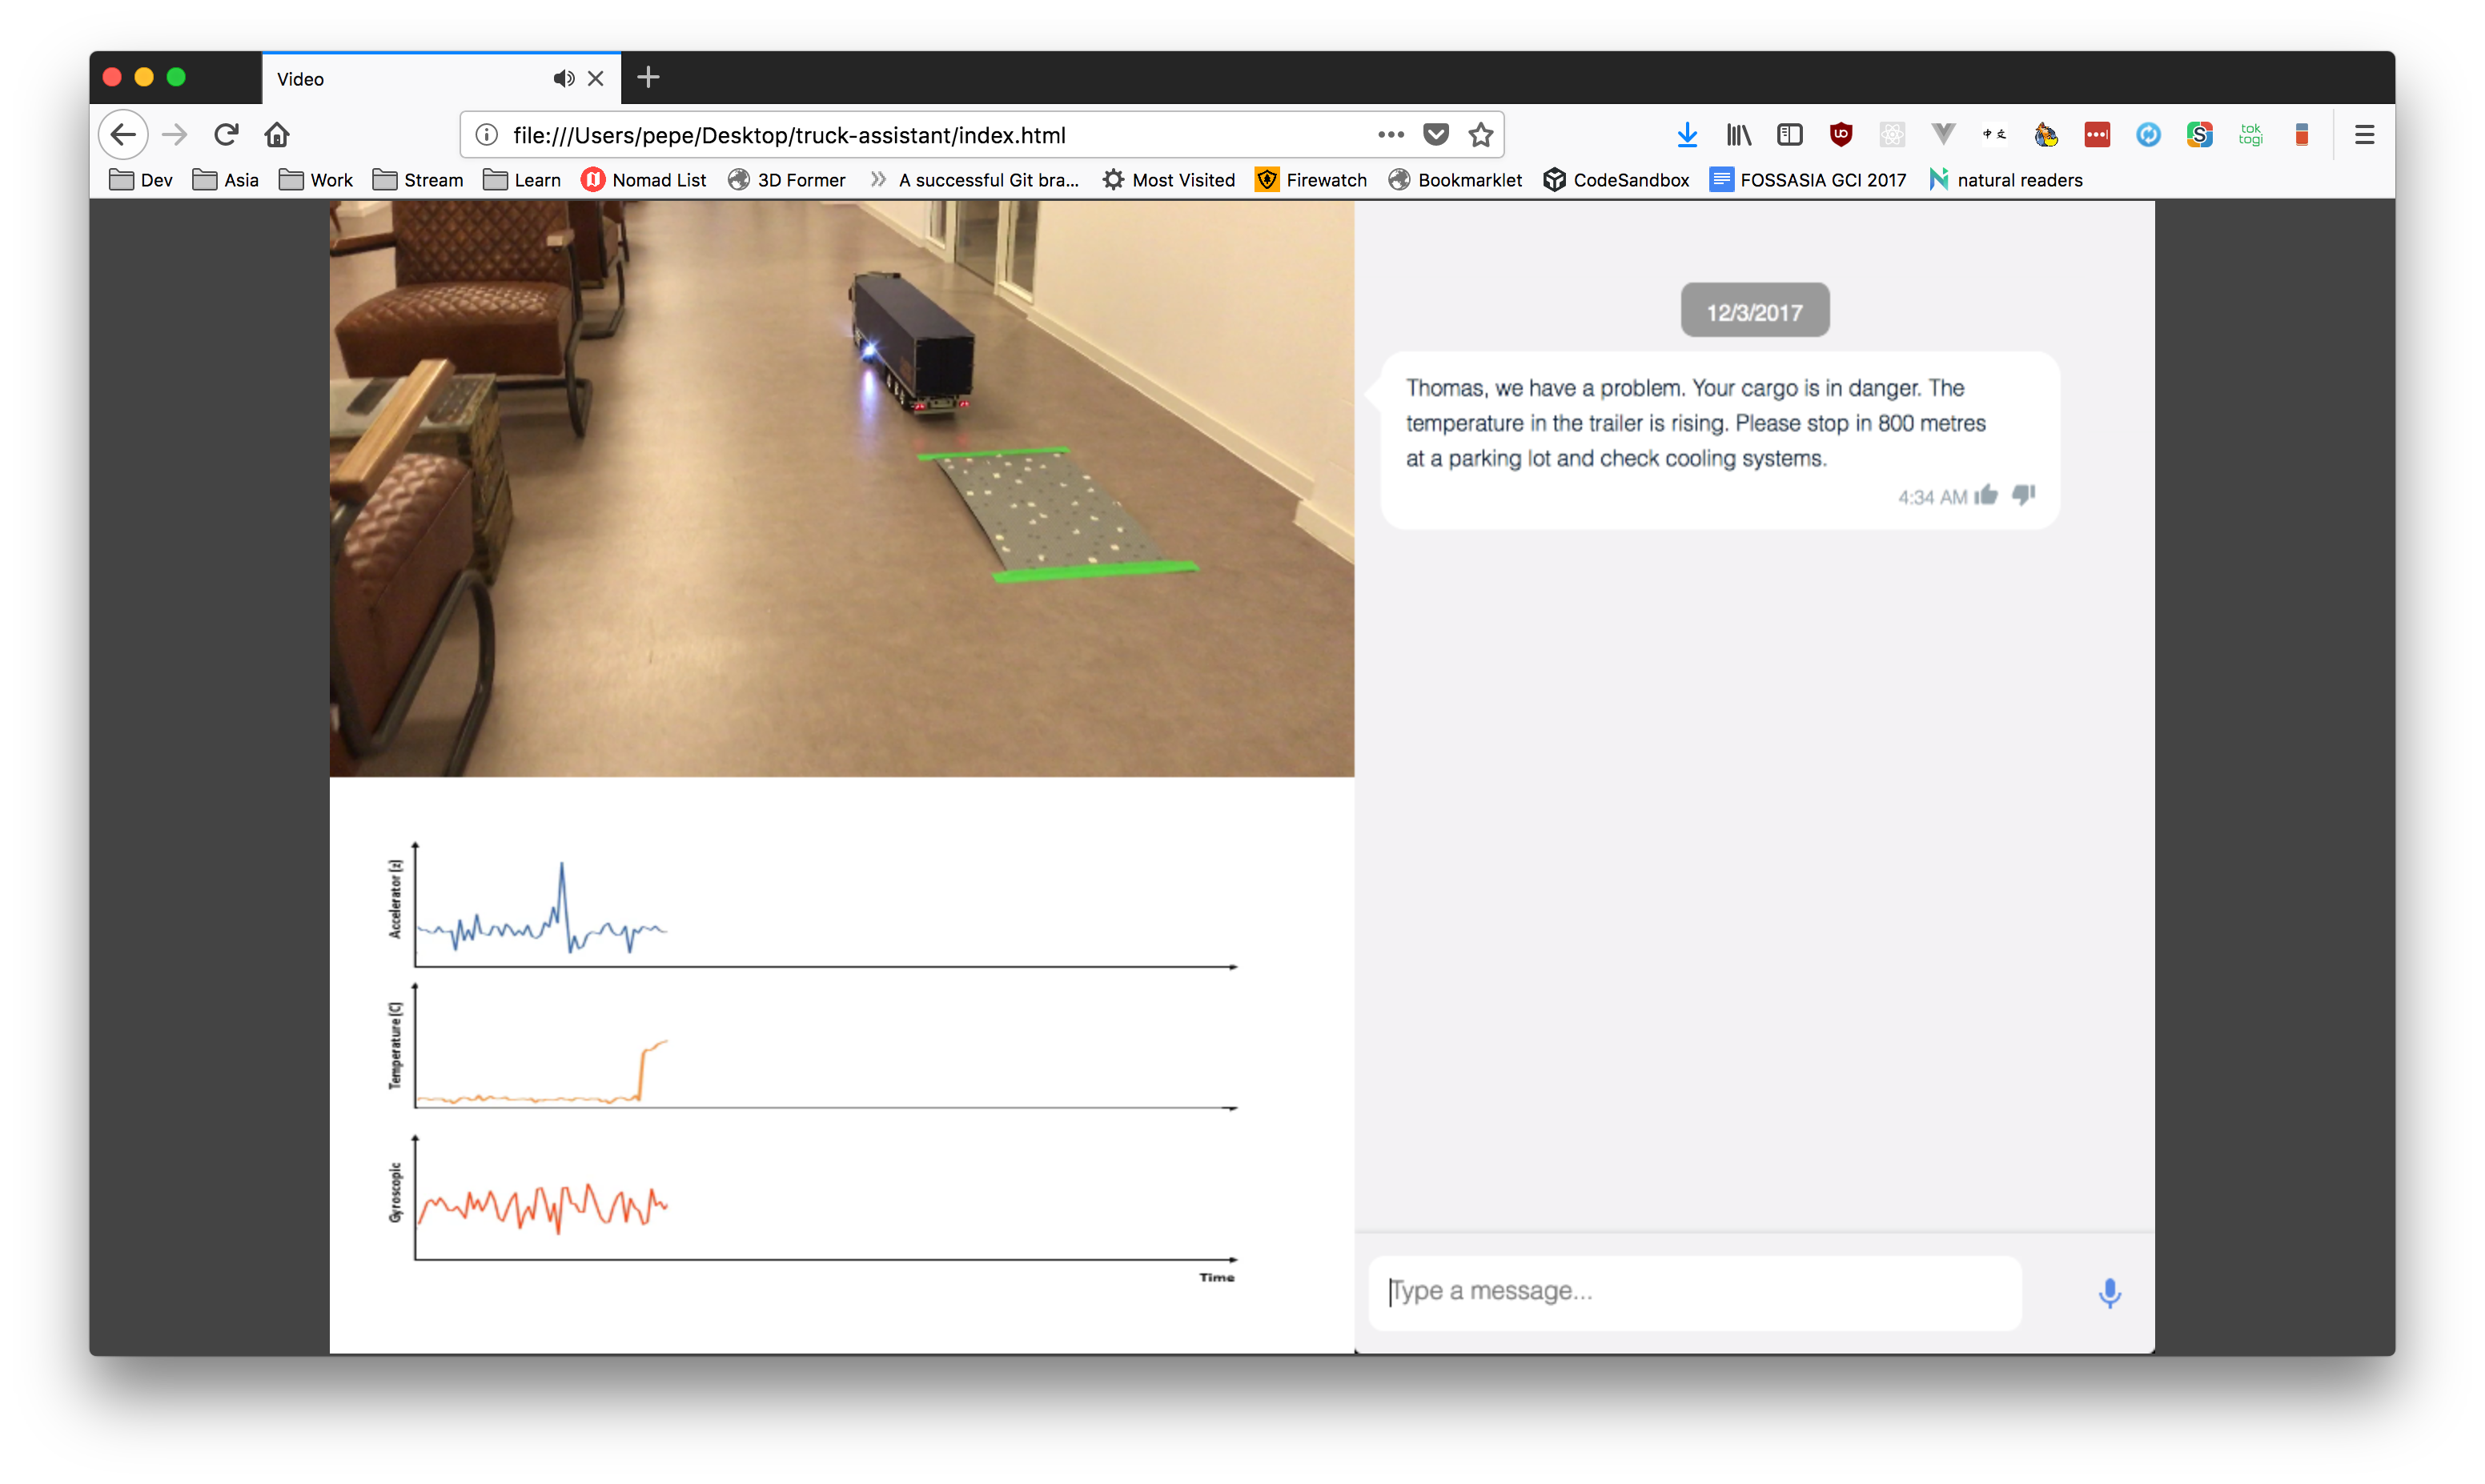 Video
file:///Users/pepe/Desktop/truck-assistant/index.html
tok
togi
Dev
Asia
Work
Stream
Learn
Nomad List
3D Former
A successful Git bra...
Most Visited
Firewatch
Bookmarklet
CodeSandbox
FOSSASIA GCI 2017
natural readers
12/3/2017
Thomas, we have a problem. Your cargo is in danger. The
temperature in the trailer is rising. Please stop in 800 metres
at a parking lot and check cooling systems.
4:34 AM
Accelerator (z)
Temperature (C)
Gyroscopic
Time
Type a message...